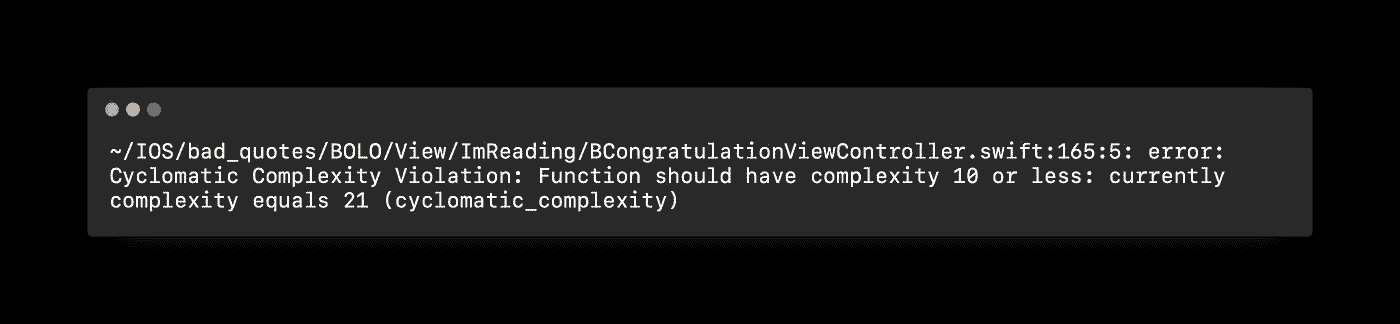 ~/IOS/bad_quotes/BOLO/View/ImReading/BCongratulationViewController.swift:165:5: error:
Cyclomatic Complexity Violation: Function should have complexity 10 or less: currently
complexity equals 21 (cyclomatic_complexity)